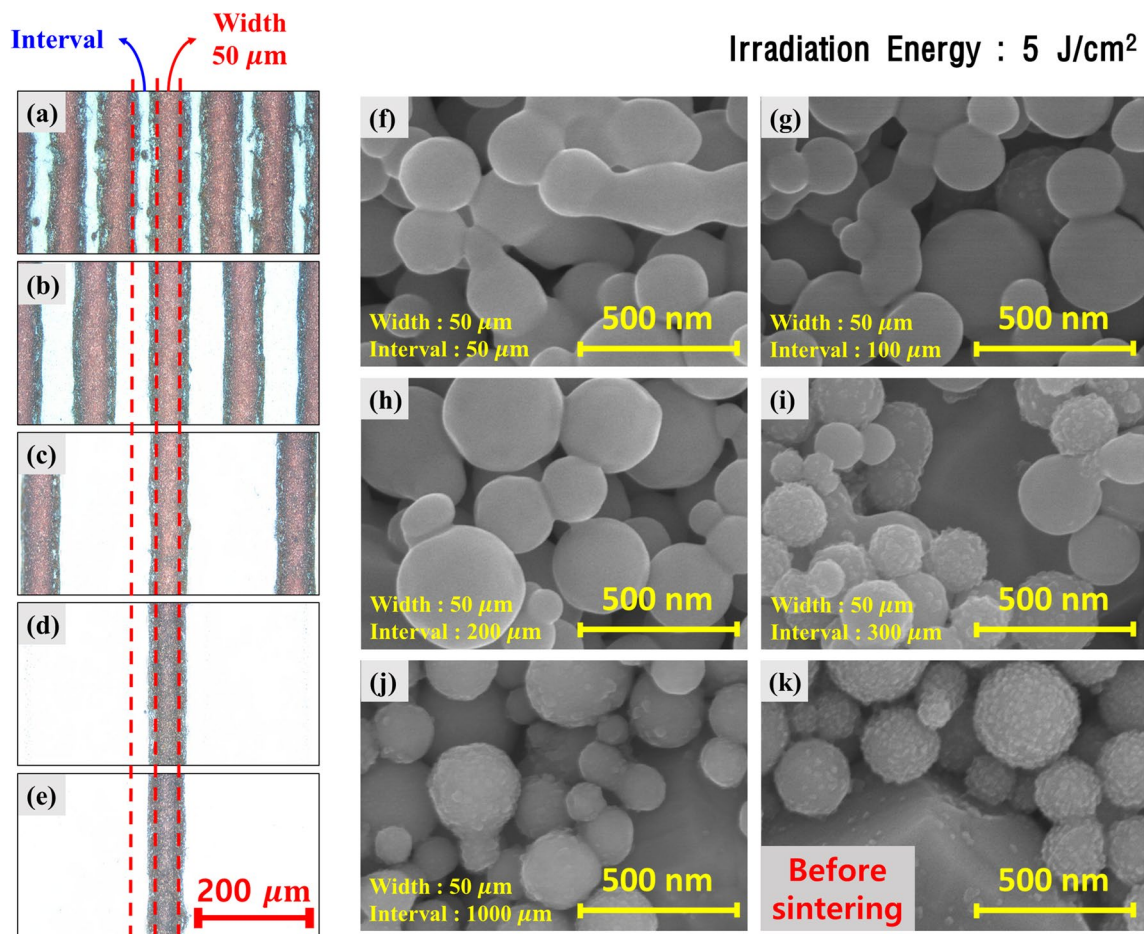 Interval
Width
50 μm
Irradiation Energy : 5 J/cm²
(a)
(b)
(c)
(d)
(e)
200 μm
(f)
Width : 50 μm
Interval : 50 μm
500 nm
(g)
Width : 50 μm
Interval : 100 μm
500 nm
(h)
Width : 50 μm
Interval : 200 μm
500 nm
(i)
Width : 50 μm
Interval : 300 μm
500 nm
(j)
Width : 50 μm
Interval : 1000 μm
500 nm
(k)
Before
sintering
500 nm